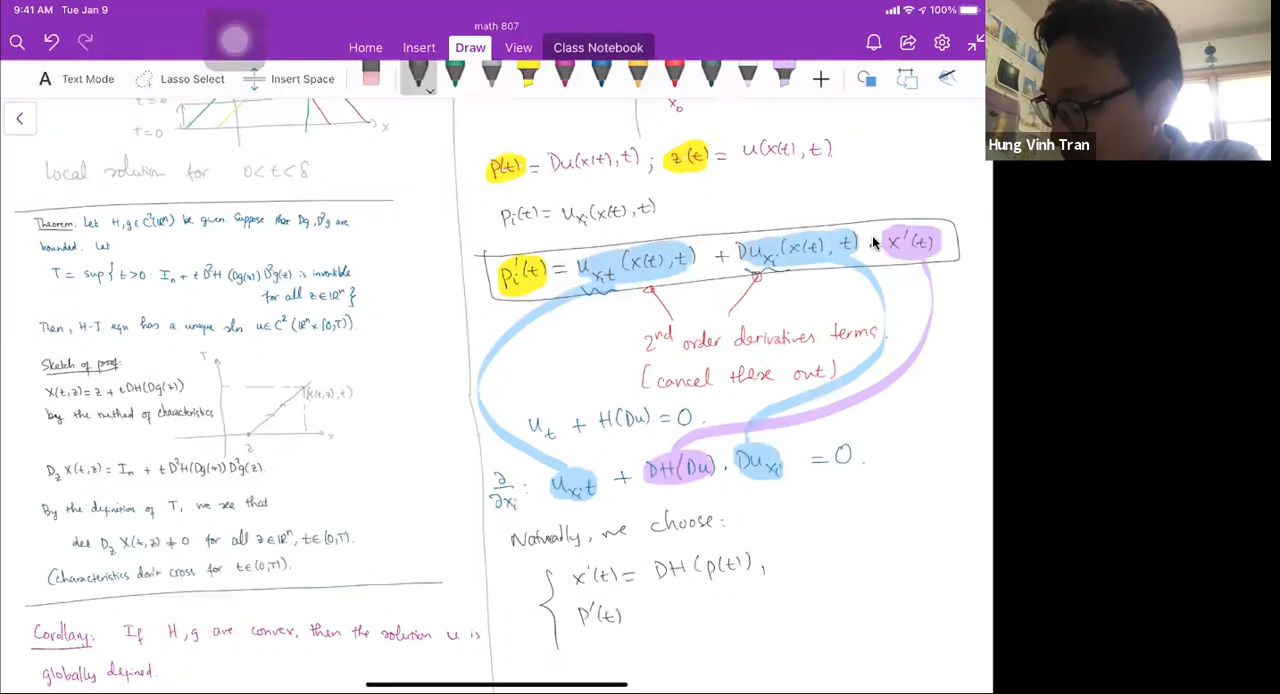 9:41 AM Tue Jan 9
100%
math 807
Home Insert Draw View Class Notebook
Text Mode Lasso Select Insert Space
Hung Vinh Tran
t=0
x
Local solution for 0<t<δ
Theorem: Let H,g ∈ C²(ℝⁿ) be given. Suppose that Dg, D²g are
bounded. Let
T = sup { t>0 : Iₙ + t D²H(Dg(z)) D²g(z) is invertible
for all z∈ℝⁿ }
Then, H-J eqn has a unique sln u∈C²(ℝⁿ×[0,T)).
Sketch of proof:
X(t,z) = z + tDH(Dg(z))
by the method of characteristics
T
(X(t,z),t)
z
x
D_z X(t,z) = Iₙ + t D²H(Dg(z)) D²g(z).
By the definition of T, we see that
det D_z X(t,z) ≠ 0 for all z∈ℝⁿ, t∈(0,T).
(characteristics don't cross for t∈(0,T)).
Corollary: If H,g are convex, then the solution u is
globally defined.
x₀
p(t) = Du(x(t),t) ; z(t) = u(x(t),t).
pᵢ(t) = u_{xᵢ}(x(t),t)
pᵢ'(t) = u_{xᵢt}(x(t),t) + Du_{xᵢ}(x(t),t) · x'(t)
2nd order derivatives terms.
(cancel these out)
u_t + H(Du) = 0.
∂/∂xᵢ : u_{xᵢt} + DH(Du) · Du_{xᵢ} = 0.
Naturally, we choose:
{ x'(t) = DH(p(t)),
p'(t)